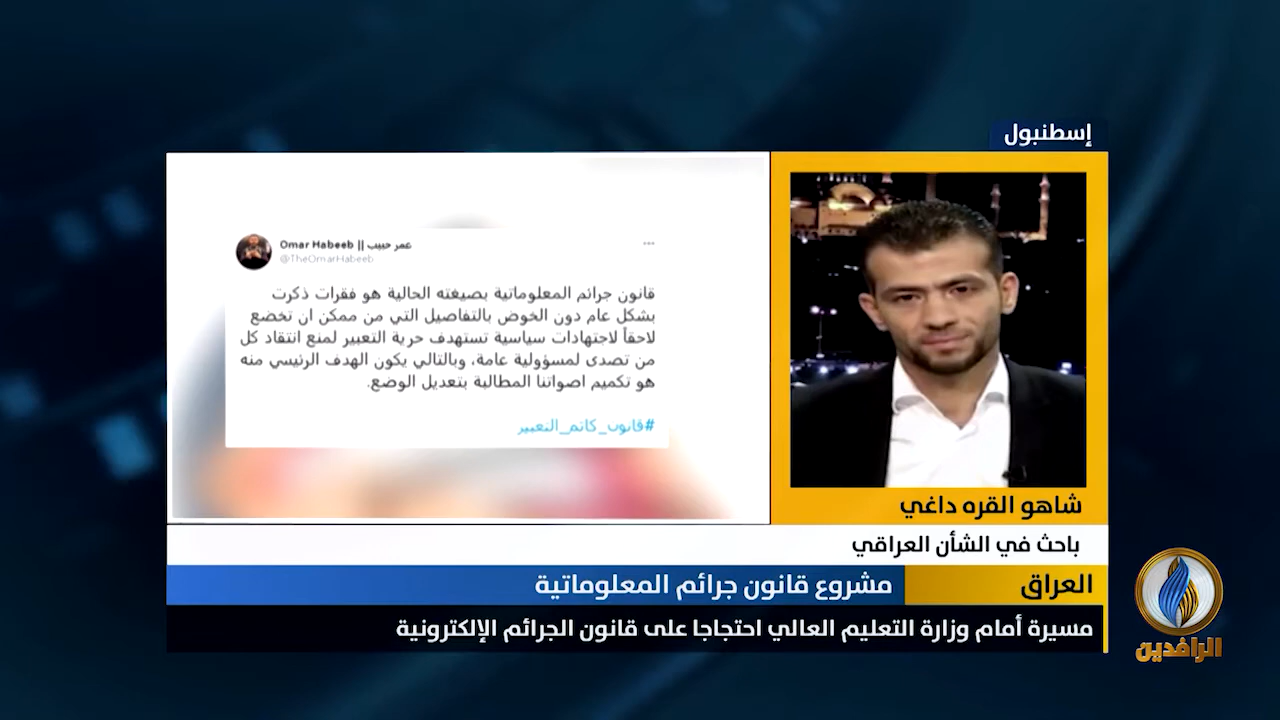 إسطنبول
Omar Habeeb || عمر حبيب
@TheOmarHabeeb
قانون جرائم المعلوماتية بصيغته الحالية هو فقرات ذكرت
بشكل عام دون الخوض بالتفاصيل التي من ممكن ان تخضع
لاحقاً لاجتهادات سياسية تستهدف حرية التعبير لمنع انتقاد كل
من تصدى لمسؤولية عامة، وبالتالي يكون الهدف الرئيسي منه
هو تكميم اصواتنا المطالبة بتعديل الوضع.
#قانون_كاتم_التعبير
شاهو القره داغي
باحث في الشأن العراقي
العراق
مشروع قانون جرائم المعلوماتية
مسيرة أمام وزارة التعليم العالي احتجاجا على قانون الجرائم الإلكترونية
الرافدين